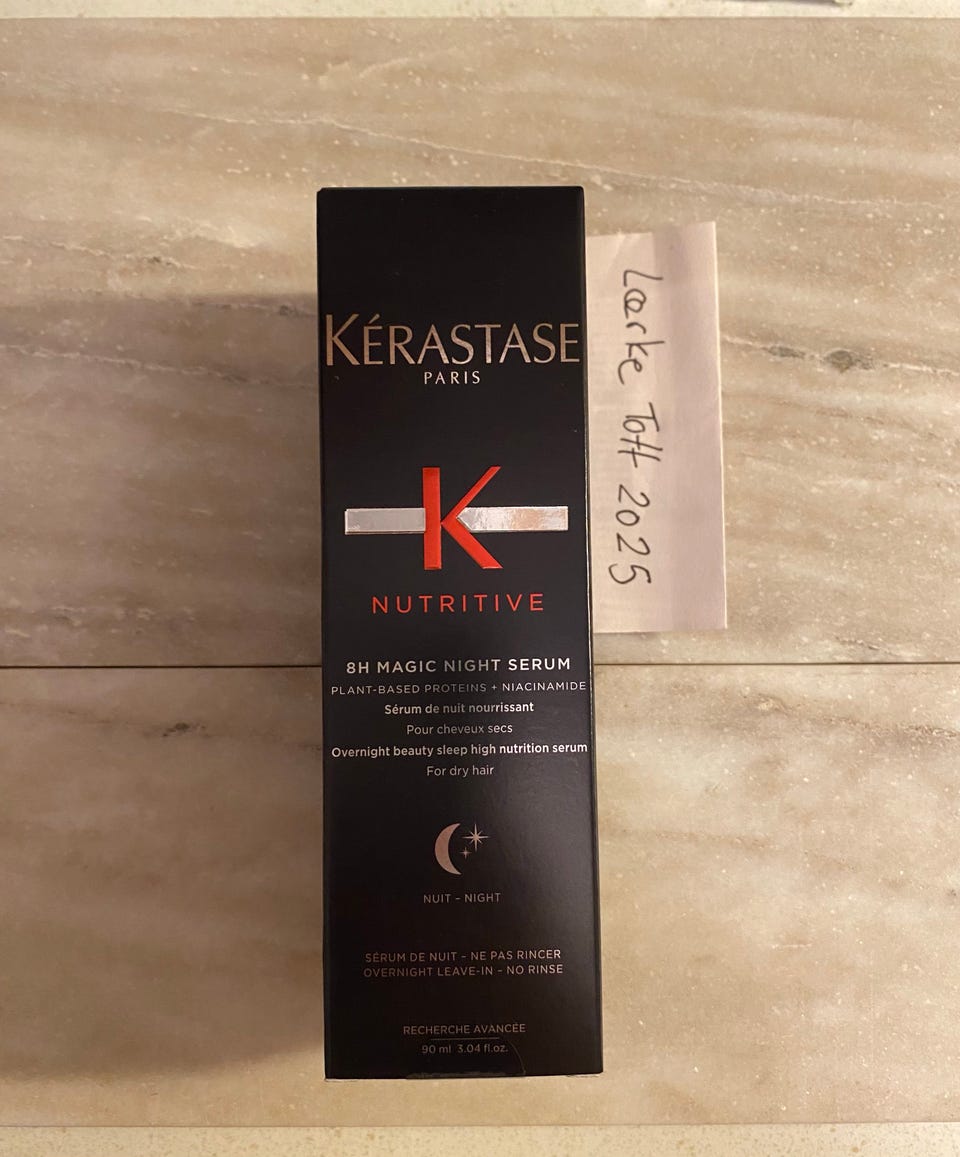 KÉRASTASE
PARIS
K
NUTRITIVE
8H MAGIC NIGHT SERUM
PLANT-BASED PROTEINS + NIACINAMIDE
Sérum de nuit nourrissant
Pour cheveux secs
Overnight beauty sleep high nutrition serum
For dry hair
NUIT - NIGHT
SÉRUM DE NUIT - NE PAS RINCER
OVERNIGHT LEAVE-IN - NO RINSE
RECHERCHE AVANCÉE
90 ml 3.04 fl.oz.
Lærke Toft 2025